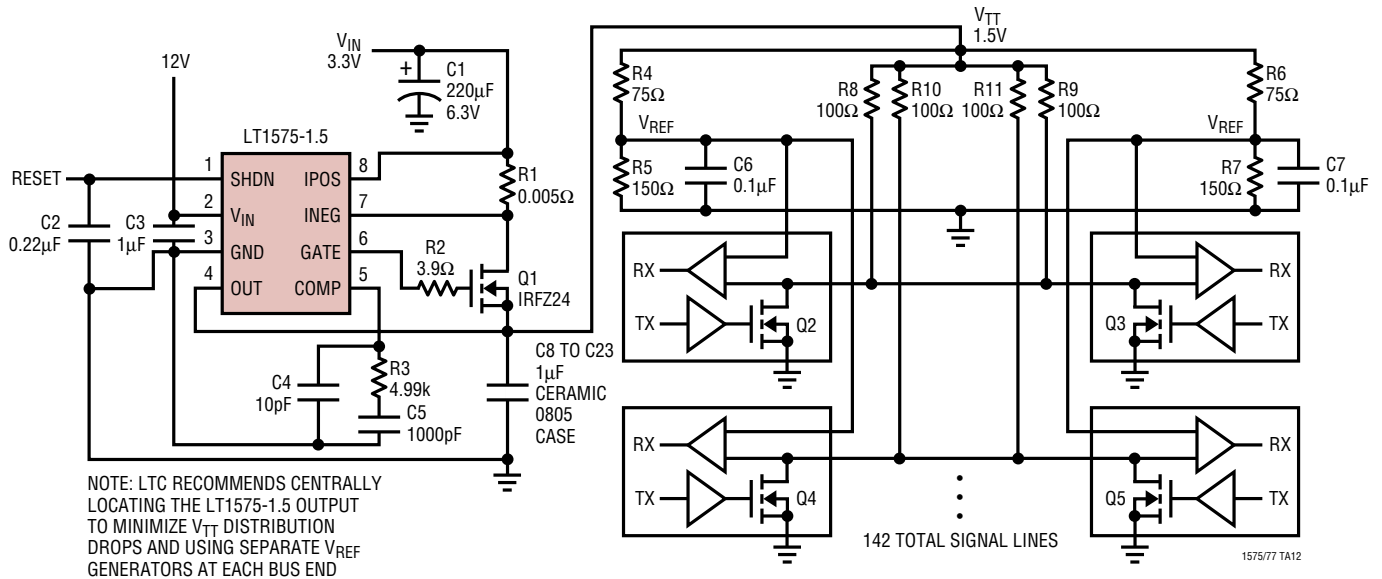 12V
VIN
3.3V
+
C1
220µF
6.3V
LT1575-1.5
RESET
1
SHDN
IPOS
8
2
VIN
INEG
7
3
GND
GATE
6
4
OUT
COMP
5
C2
0.22µF
C3
1µF
R1
0.005Ω
R2
3.9Ω
Q1
IRFZ24
C4
10pF
R3
4.99k
C5
1000pF
C8 TO C23
1µF
CERAMIC
0805
CASE
NOTE: LTC RECOMMENDS CENTRALLY
LOCATING THE LT1575-1.5 OUTPUT
TO MINIMIZE VTT DISTRIBUTION
DROPS AND USING SEPARATE VREF
GENERATORS AT EACH BUS END
VTT
1.5V
R4
75Ω
R8
100Ω
R10
100Ω
R11
100Ω
R9
100Ω
R6
75Ω
VREF
VREF
R5
150Ω
C6
0.1µF
R7
150Ω
C7
0.1µF
RX
TX
Q2
RX
Q3
TX
RX
TX
Q4
RX
Q5
TX
142 TOTAL SIGNAL LINES
1575/77 TA12